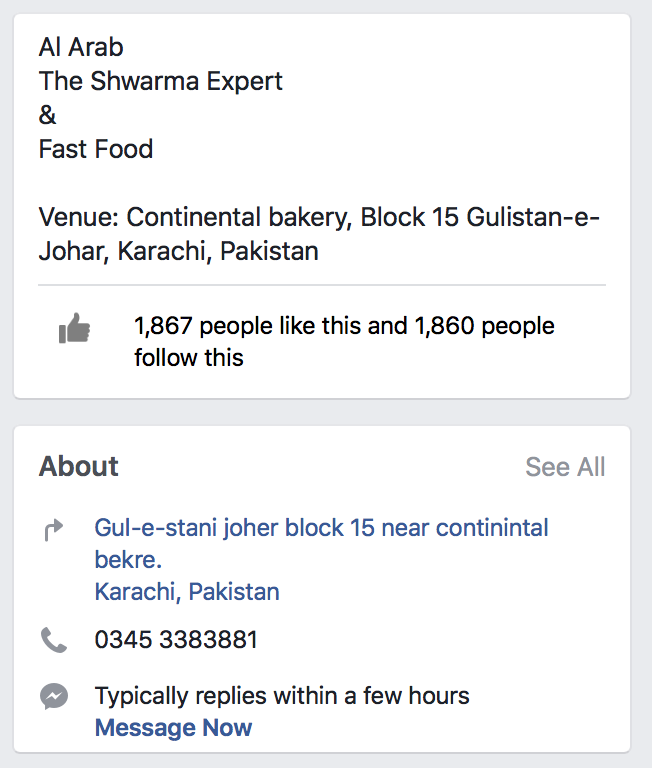 Al Arab
The Shwarma Expert
&
Fast Food
Venue: Continental bakery, Block 15 Gulistan-e-
Johar, Karachi, Pakistan
1,867 people like this and 1,860 people
follow this
About
See All
Gul-e-stani joher block 15 near continintal
bekre.
Karachi, Pakistan
0345 3383881
Typically replies within a few hours
Message Now